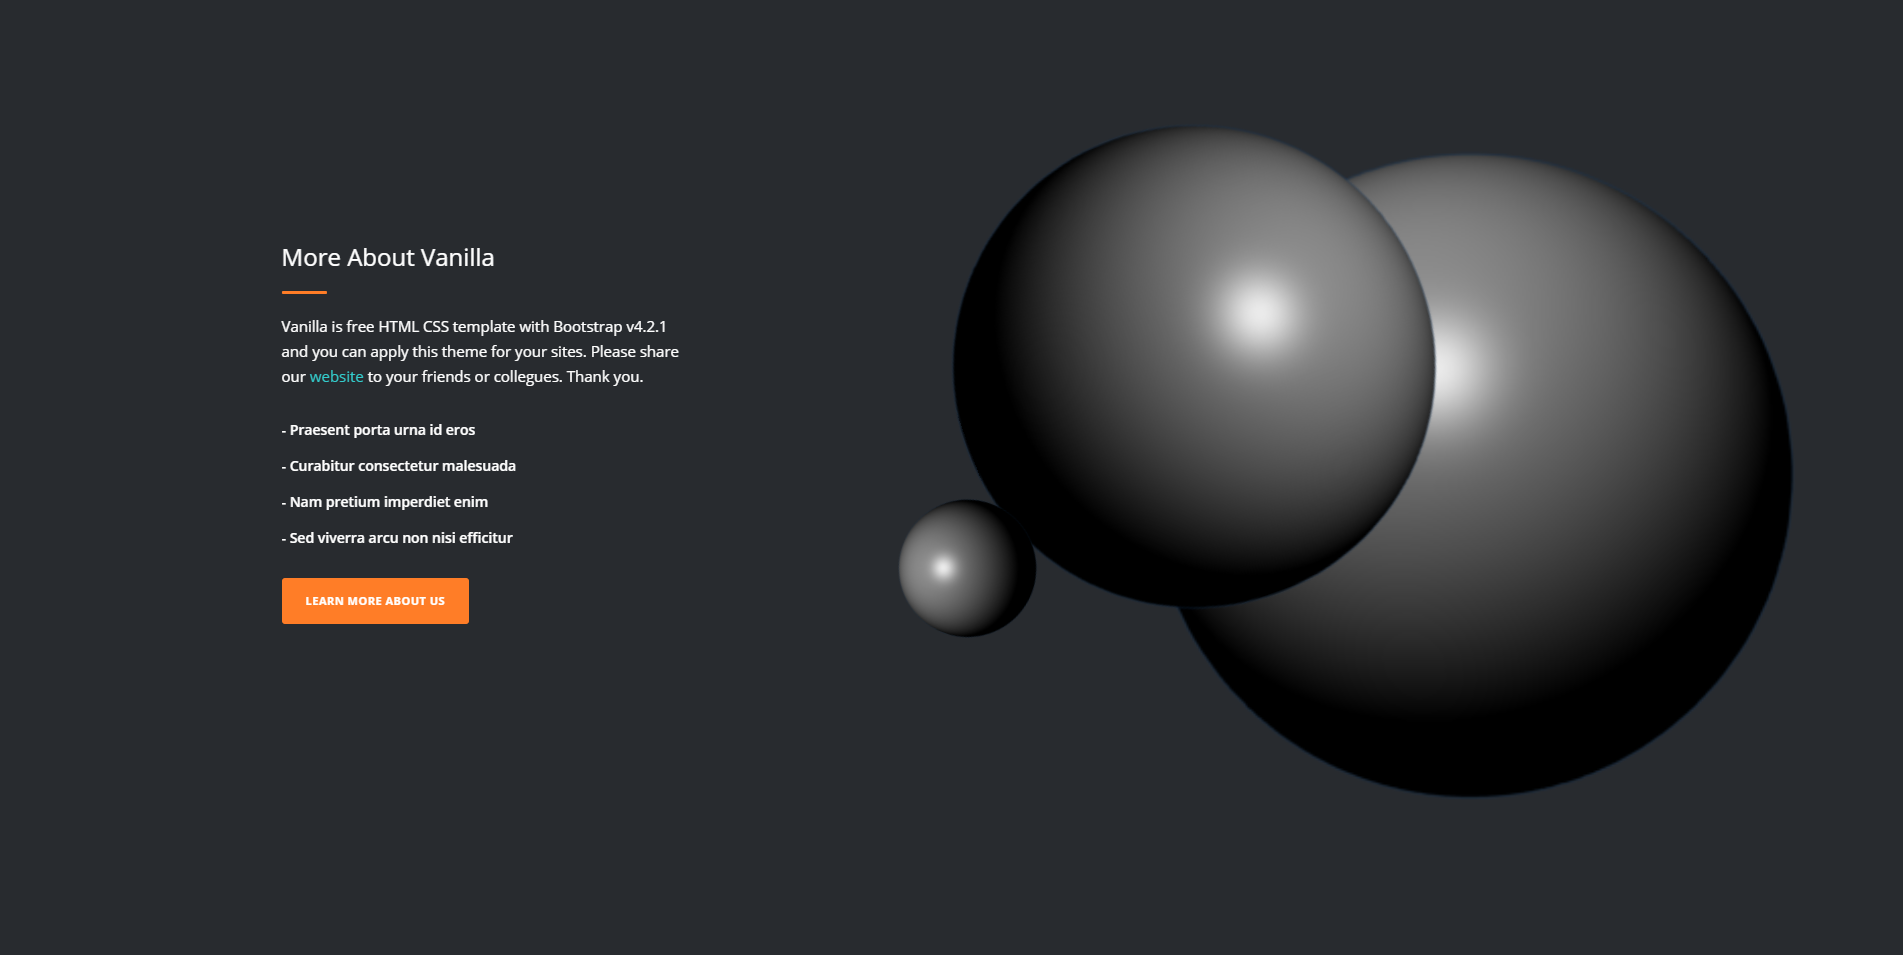 More About Vanilla
Vanilla is free HTML CSS template with Bootstrap v4.2.1
and you can apply this theme for your sites. Please share
our website to your friends or collegues. Thank you.
- Praesent porta urna id eros
- Curabitur consectetur malesuada
- Nam pretium imperdiet enim
- Sed viverra arcu non nisi efficitur
LEARN MORE ABOUT US